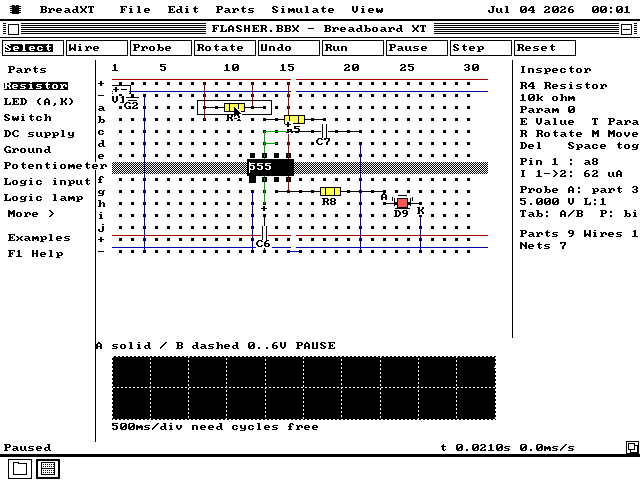 BreadXT File Edit Parts Simulate View Jul 04 2026 00:01
FLASHER.BBX - Breadboard XT
Select Wire Probe Rotate Undo Run Pause Step Reset
Parts
Resistor
LED (A,K)
Switch
DC supply
Ground
Potentiometer
Logic input
Logic lamp
More >
Examples
F1 Help
1 5 10 15 20 25 30
+
-
a
b
c
d
e
f
g
h
i
j
+
-
G2
R5
C7
555
R8
A
D9 K
C6
Inspector
R4 Resistor
10k ohm
Param 0
E Value T Para
R Rotate M Move
Del Space tog
Pin 1 : a8
I 1->2: 62 uA
Probe A: part 3
5.000 V L:1
Tab: A/B P: bi
Parts 9 Wires 1
Nets 7
A solid / B dashed 0..6V PAUSE
500ms/div need cycles free
Paused t 0.0210s 0.0ms/s